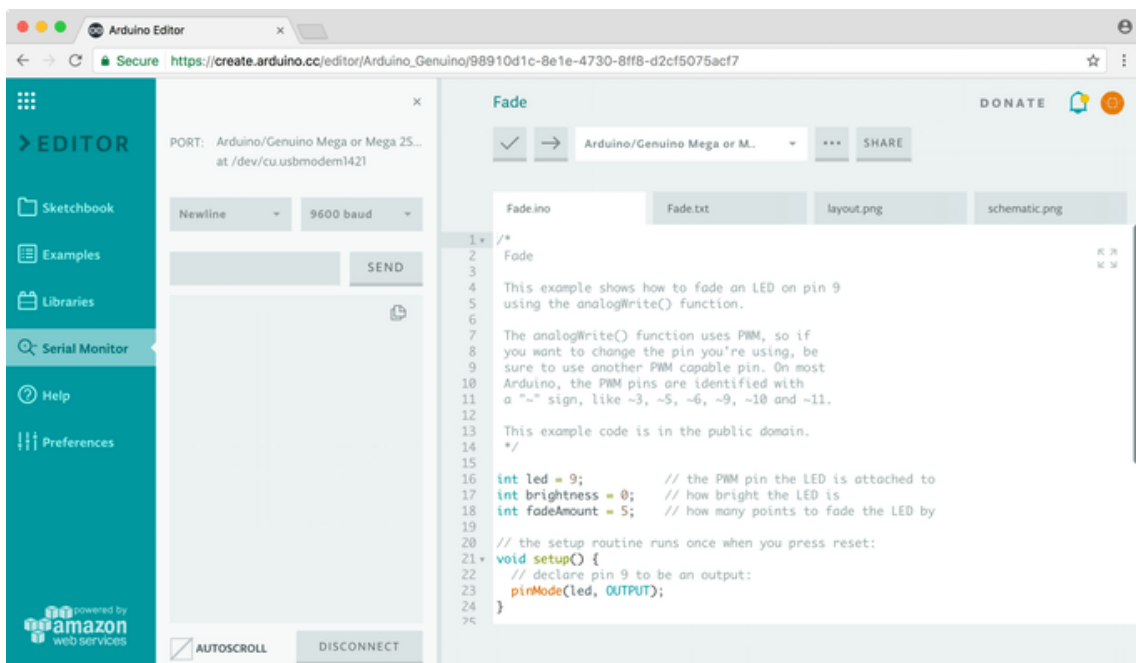 Arduino Editor
Secure https://create.arduino.cc/editor/Arduino_Genuino/98910d1c-8e1e-4730-8ff8-d2cf5075acf7
EDITOR
Sketchbook
Examples
Libraries
Serial Monitor
Help
Preferences
powered by
amazon
web services
PORT: Arduino/Genuino Mega or Mega 25...
at /dev/cu.usbmodem1421
Newline
9600 baud
SEND
AUTOSCROLL
DISCONNECT
Fade
DONATE
Arduino/Genuino Mega or M..
SHARE
Fade.ino
Fade.txt
layout.png
schematic.png
1 /*
2 Fade
3
4 This example shows how to fade an LED on pin 9
5 using the analogWrite() function.
6
7 The analogWrite() function uses PWM, so if
8 you want to change the pin you're using, be
9 sure to use another PWM capable pin. On most
10 Arduino, the PWM pins are identified with
11 a "~" sign, like ~3, ~5, ~6, ~9, ~10 and ~11.
12
13 This example code is in the public domain.
14 */
15
16 int led = 9; // the PWM pin the LED is attached to
17 int brightness = 0; // how bright the LED is
18 int fadeAmount = 5; // how many points to fade the LED by
19
20 // the setup routine runs once when you press reset:
21 void setup() {
22 // declare pin 9 to be an output:
23 pinMode(led, OUTPUT);
24 }
25